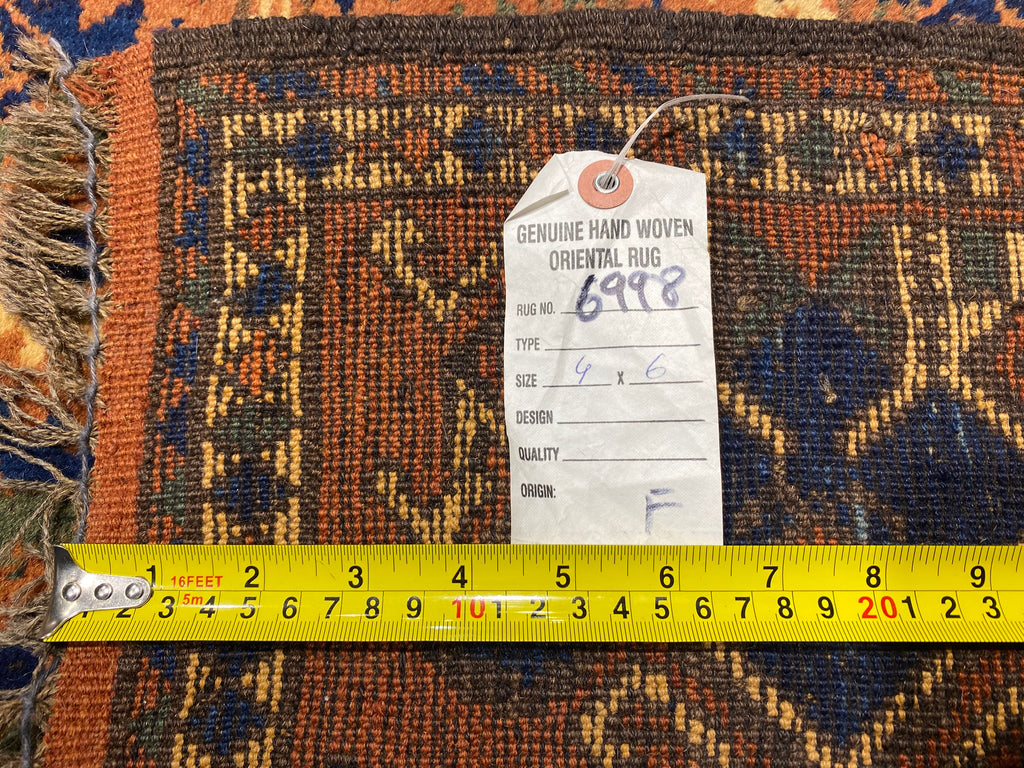 GENUINE HAND WOVEN
ORIENTAL RUG
RUG NO. 6998
TYPE
SIZE 4 X 6
DESIGN
QUALITY
ORIGIN:
F
1 16FEET 2 3 4 5 6 7 8 9
1 2 5m 4 5 6 7 8 9 10 1 2 3 4 5 6 7 8 9 20 1 2 3